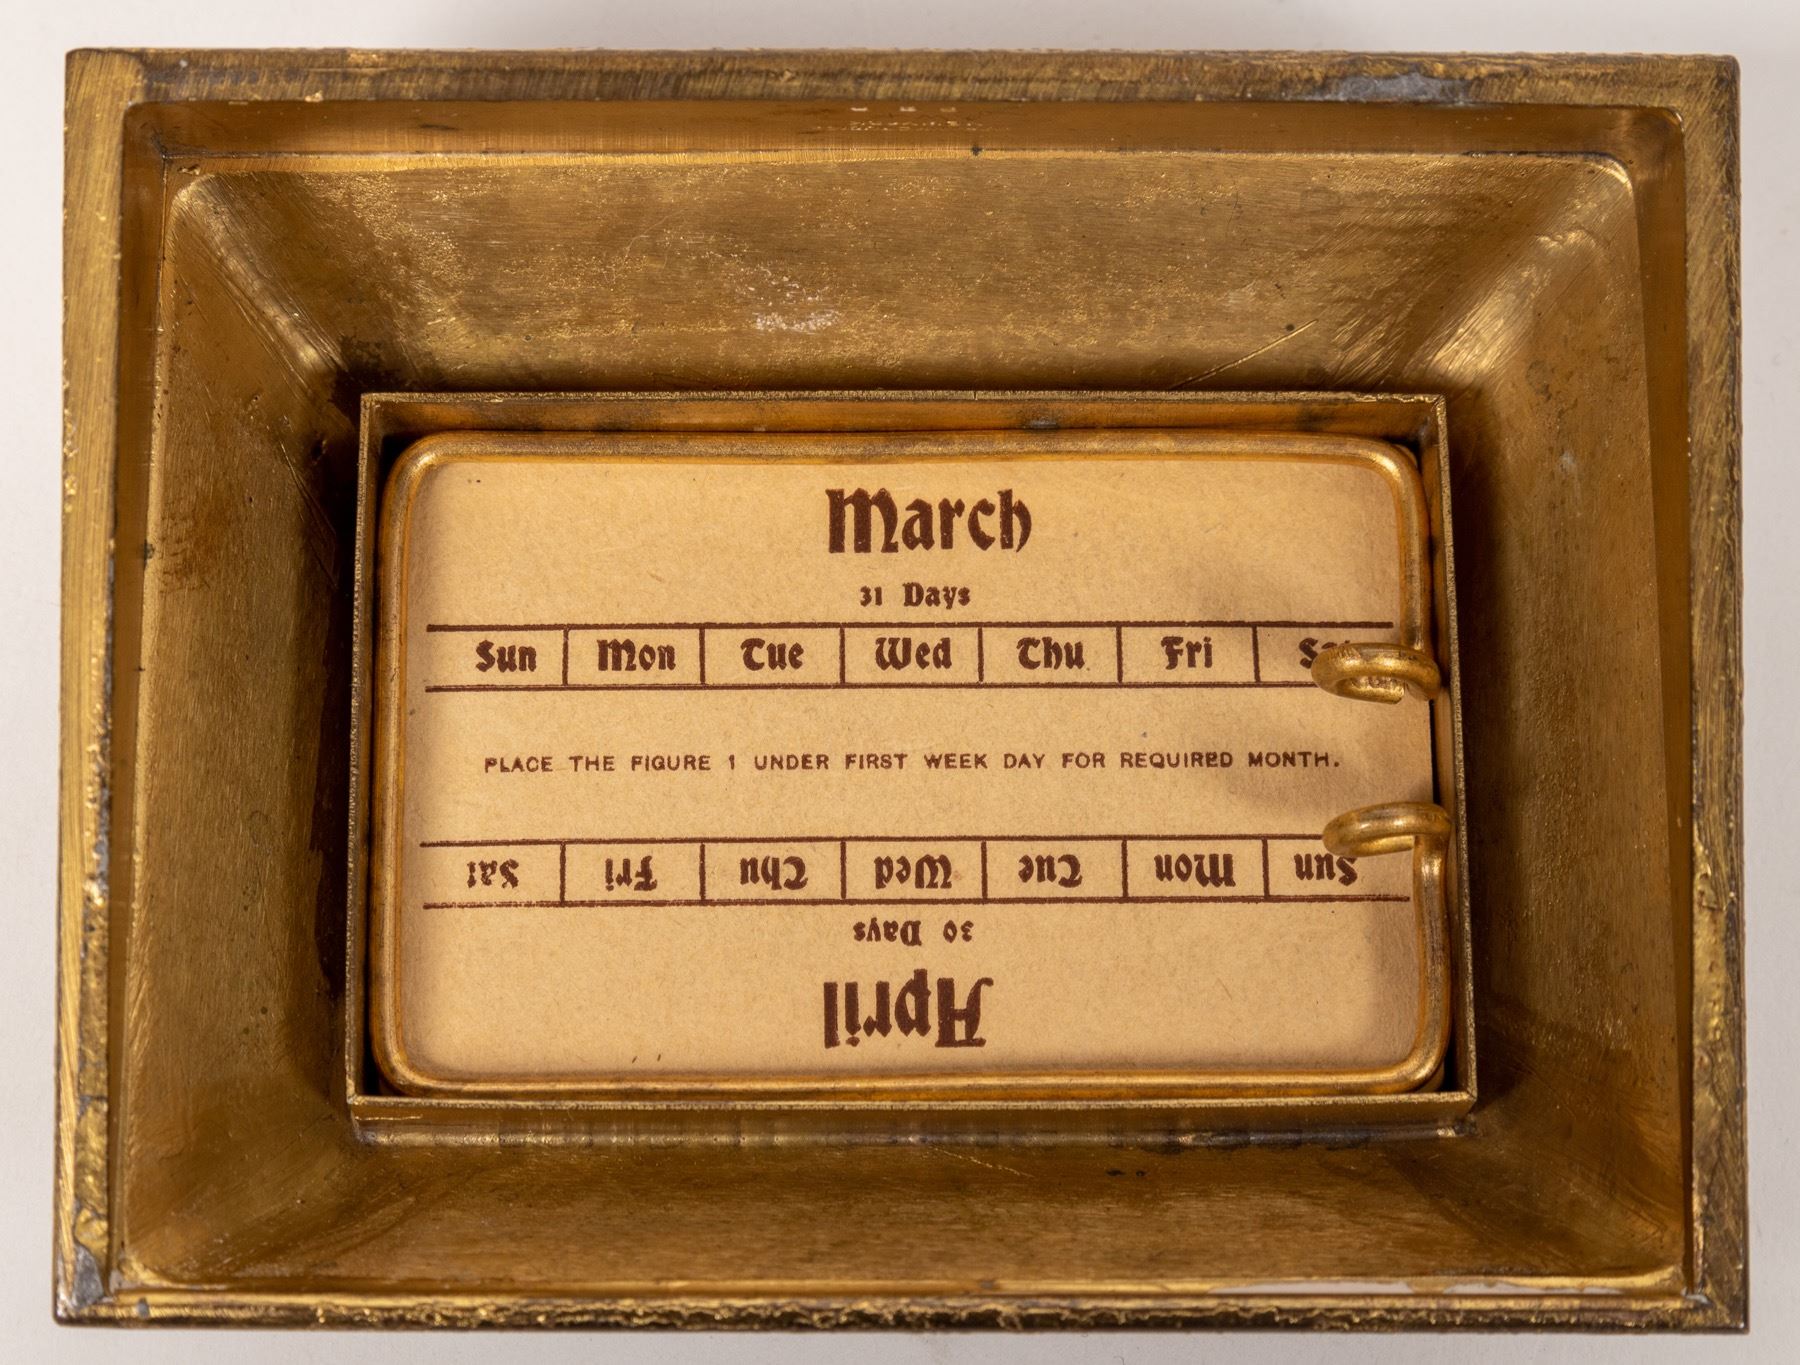 March
31 Days
Sun Mon Tue Wed Thu Fri Sat
PLACE THE FIGURE 1 UNDER FIRST WEEK DAY FOR REQUIRED MONTH.
April
30 Days
Sun Mon Tue Wed Thu Fri Sat